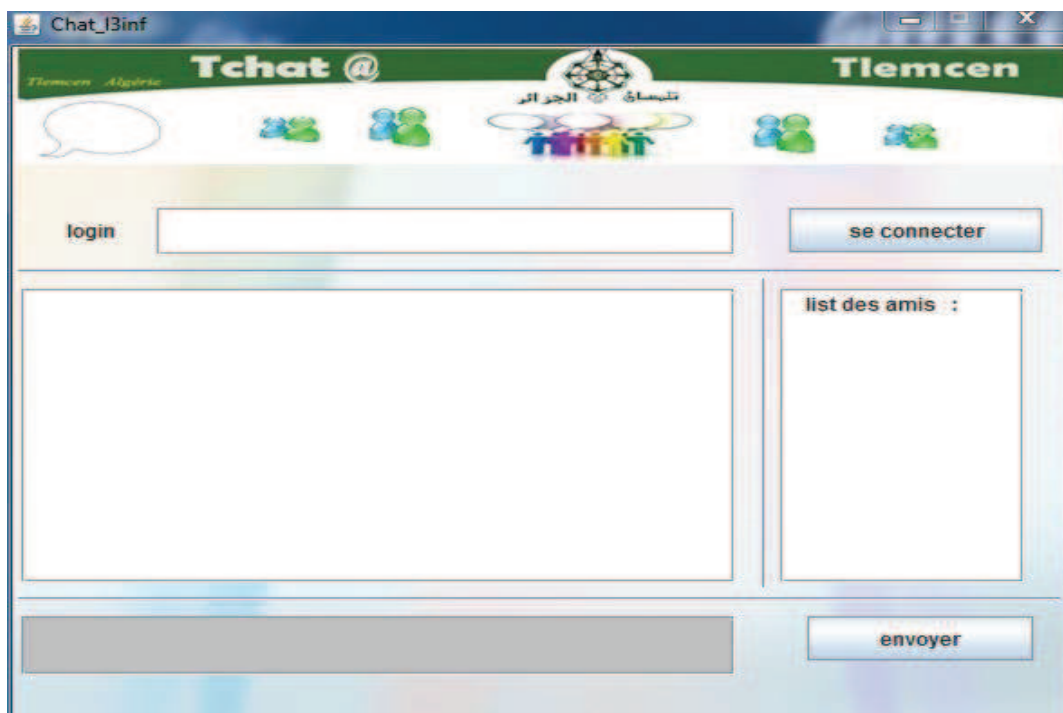 Chat_l3inf
Tchat @
Tlemcen
Tlemcen Algérie
تلمسان الجزائر
login
se connecter
list des amis :
envoyer